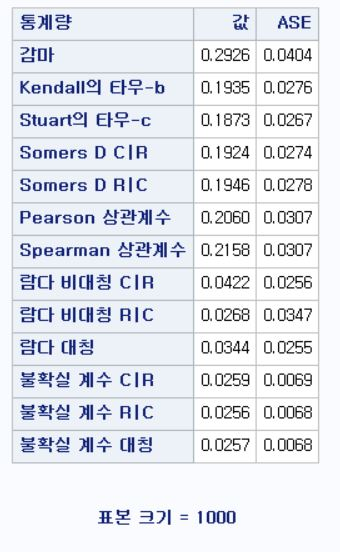 통계량 값 ASE
감마 0.2926 0.0404
Kendall의 타우-b 0.1935 0.0276
Stuart의 타우-c 0.1873 0.0267
Somers D C|R 0.1924 0.0274
Somers D R|C 0.1946 0.0278
Pearson 상관계수 0.2060 0.0307
Spearman 상관계수 0.2158 0.0307
람다 비대칭 C|R 0.0422 0.0256
람다 비대칭 R|C 0.0268 0.0347
람다 대칭 0.0344 0.0255
불확실 계수 C|R 0.0259 0.0069
불확실 계수 R|C 0.0256 0.0068
불확실 계수 대칭 0.0257 0.0068
표본 크기 = 1000